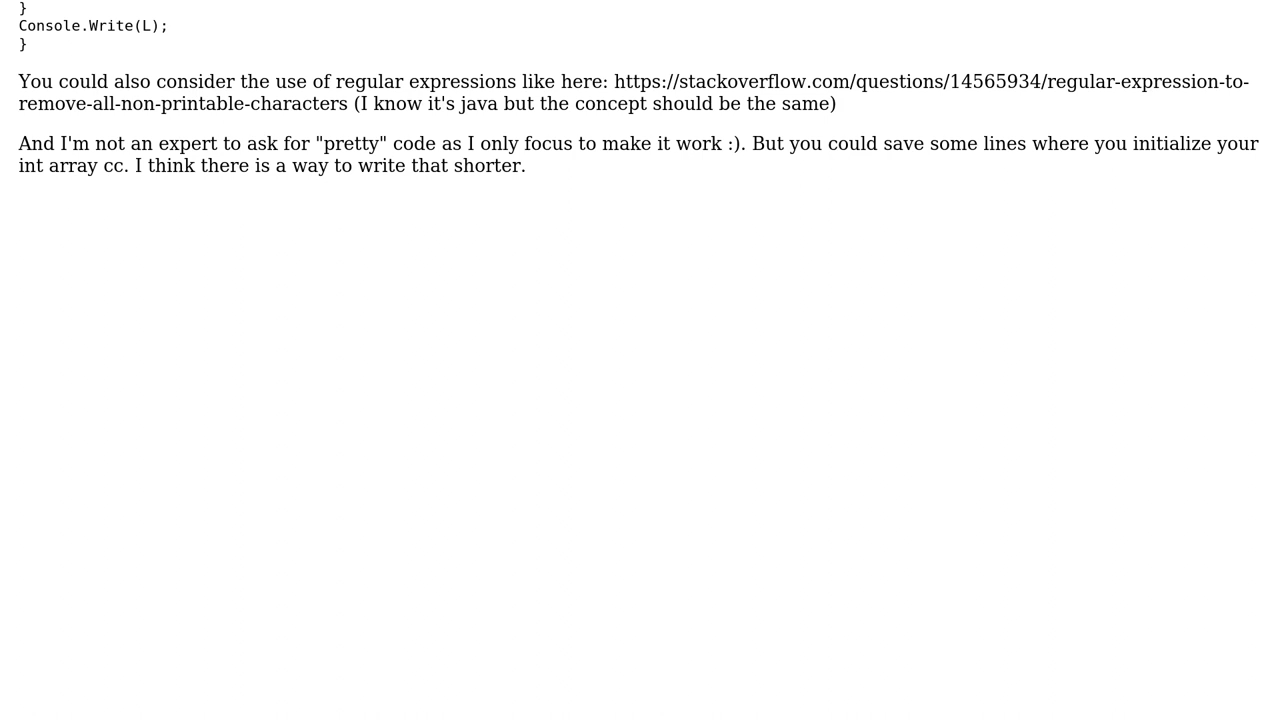 }
Console.Write(L);
}
You could also consider the use of regular expressions like here: https://stackoverflow.com/questions/14565934/regular-expression-to-
remove-all-non-printable-characters (I know it's java but the concept should be the same)
And I'm not an expert to ask for "pretty" code as I only focus to make it work :). But you could save some lines where you initialize your
int array cc. I think there is a way to write that shorter.